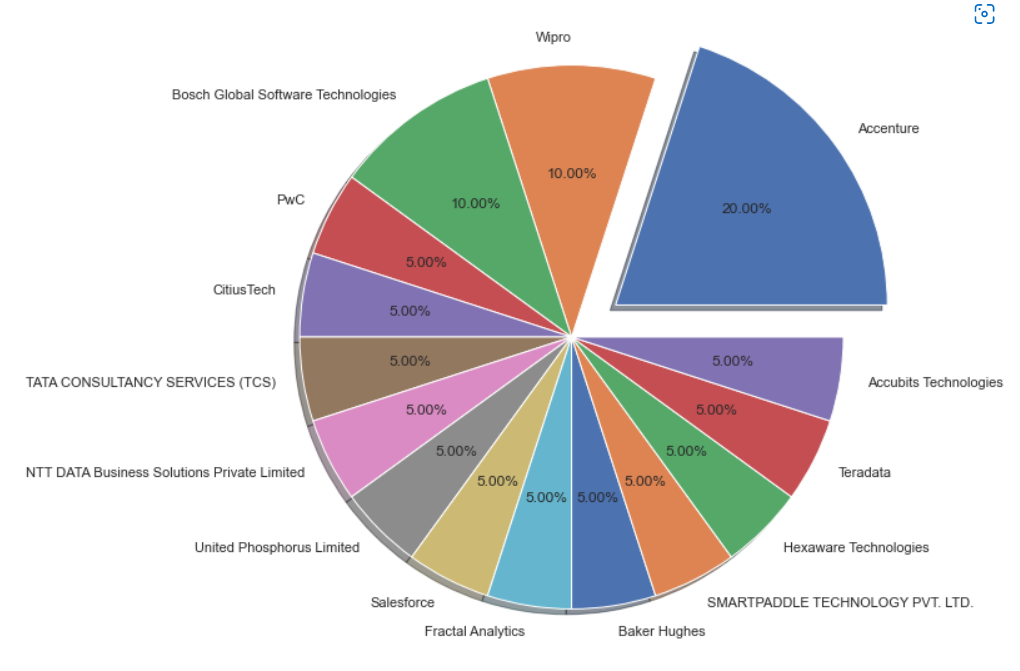 Wipro
Bosch Global Software Technologies
Accenture
10.00%
PwC
10.00%
20.00%
5.00%
CitiusTech
5.00%
5.00%
5.00%
TATA CONSULTANCY SERVICES (TCS)
Accubits Technologies
5.00%
5.00%
5.00%
5.00%
NTT DATA Business Solutions Private Limited
Teradata
5.00%
5.00%
5.00%
5.00%
United Phosphorus Limited
Hexaware Technologies
Salesforce
SMARTPADDLE TECHNOLOGY PVT. LTD.
Fractal Analytics
Baker Hughes